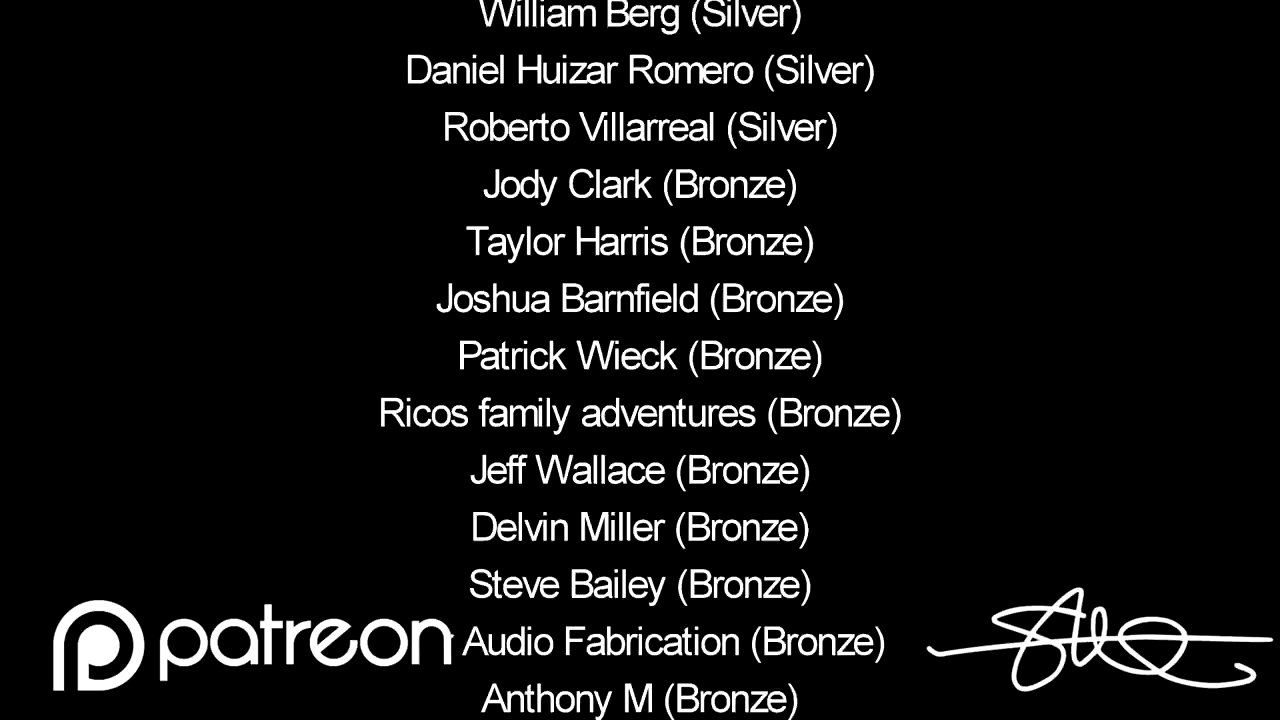 William Berg (Silver)
Daniel Huizar Romero (Silver)
Roberto Villarreal (Silver)
Jody Clark (Bronze)
Taylor Harris (Bronze)
Joshua Barnfield (Bronze)
Patrick Wieck (Bronze)
Ricos family adventures (Bronze)
Jeff Wallace (Bronze)
Delvin Miller (Bronze)
Steve Bailey (Bronze)
patreon
Audio Fabrication (Bronze)
Anthony M (Bronze)